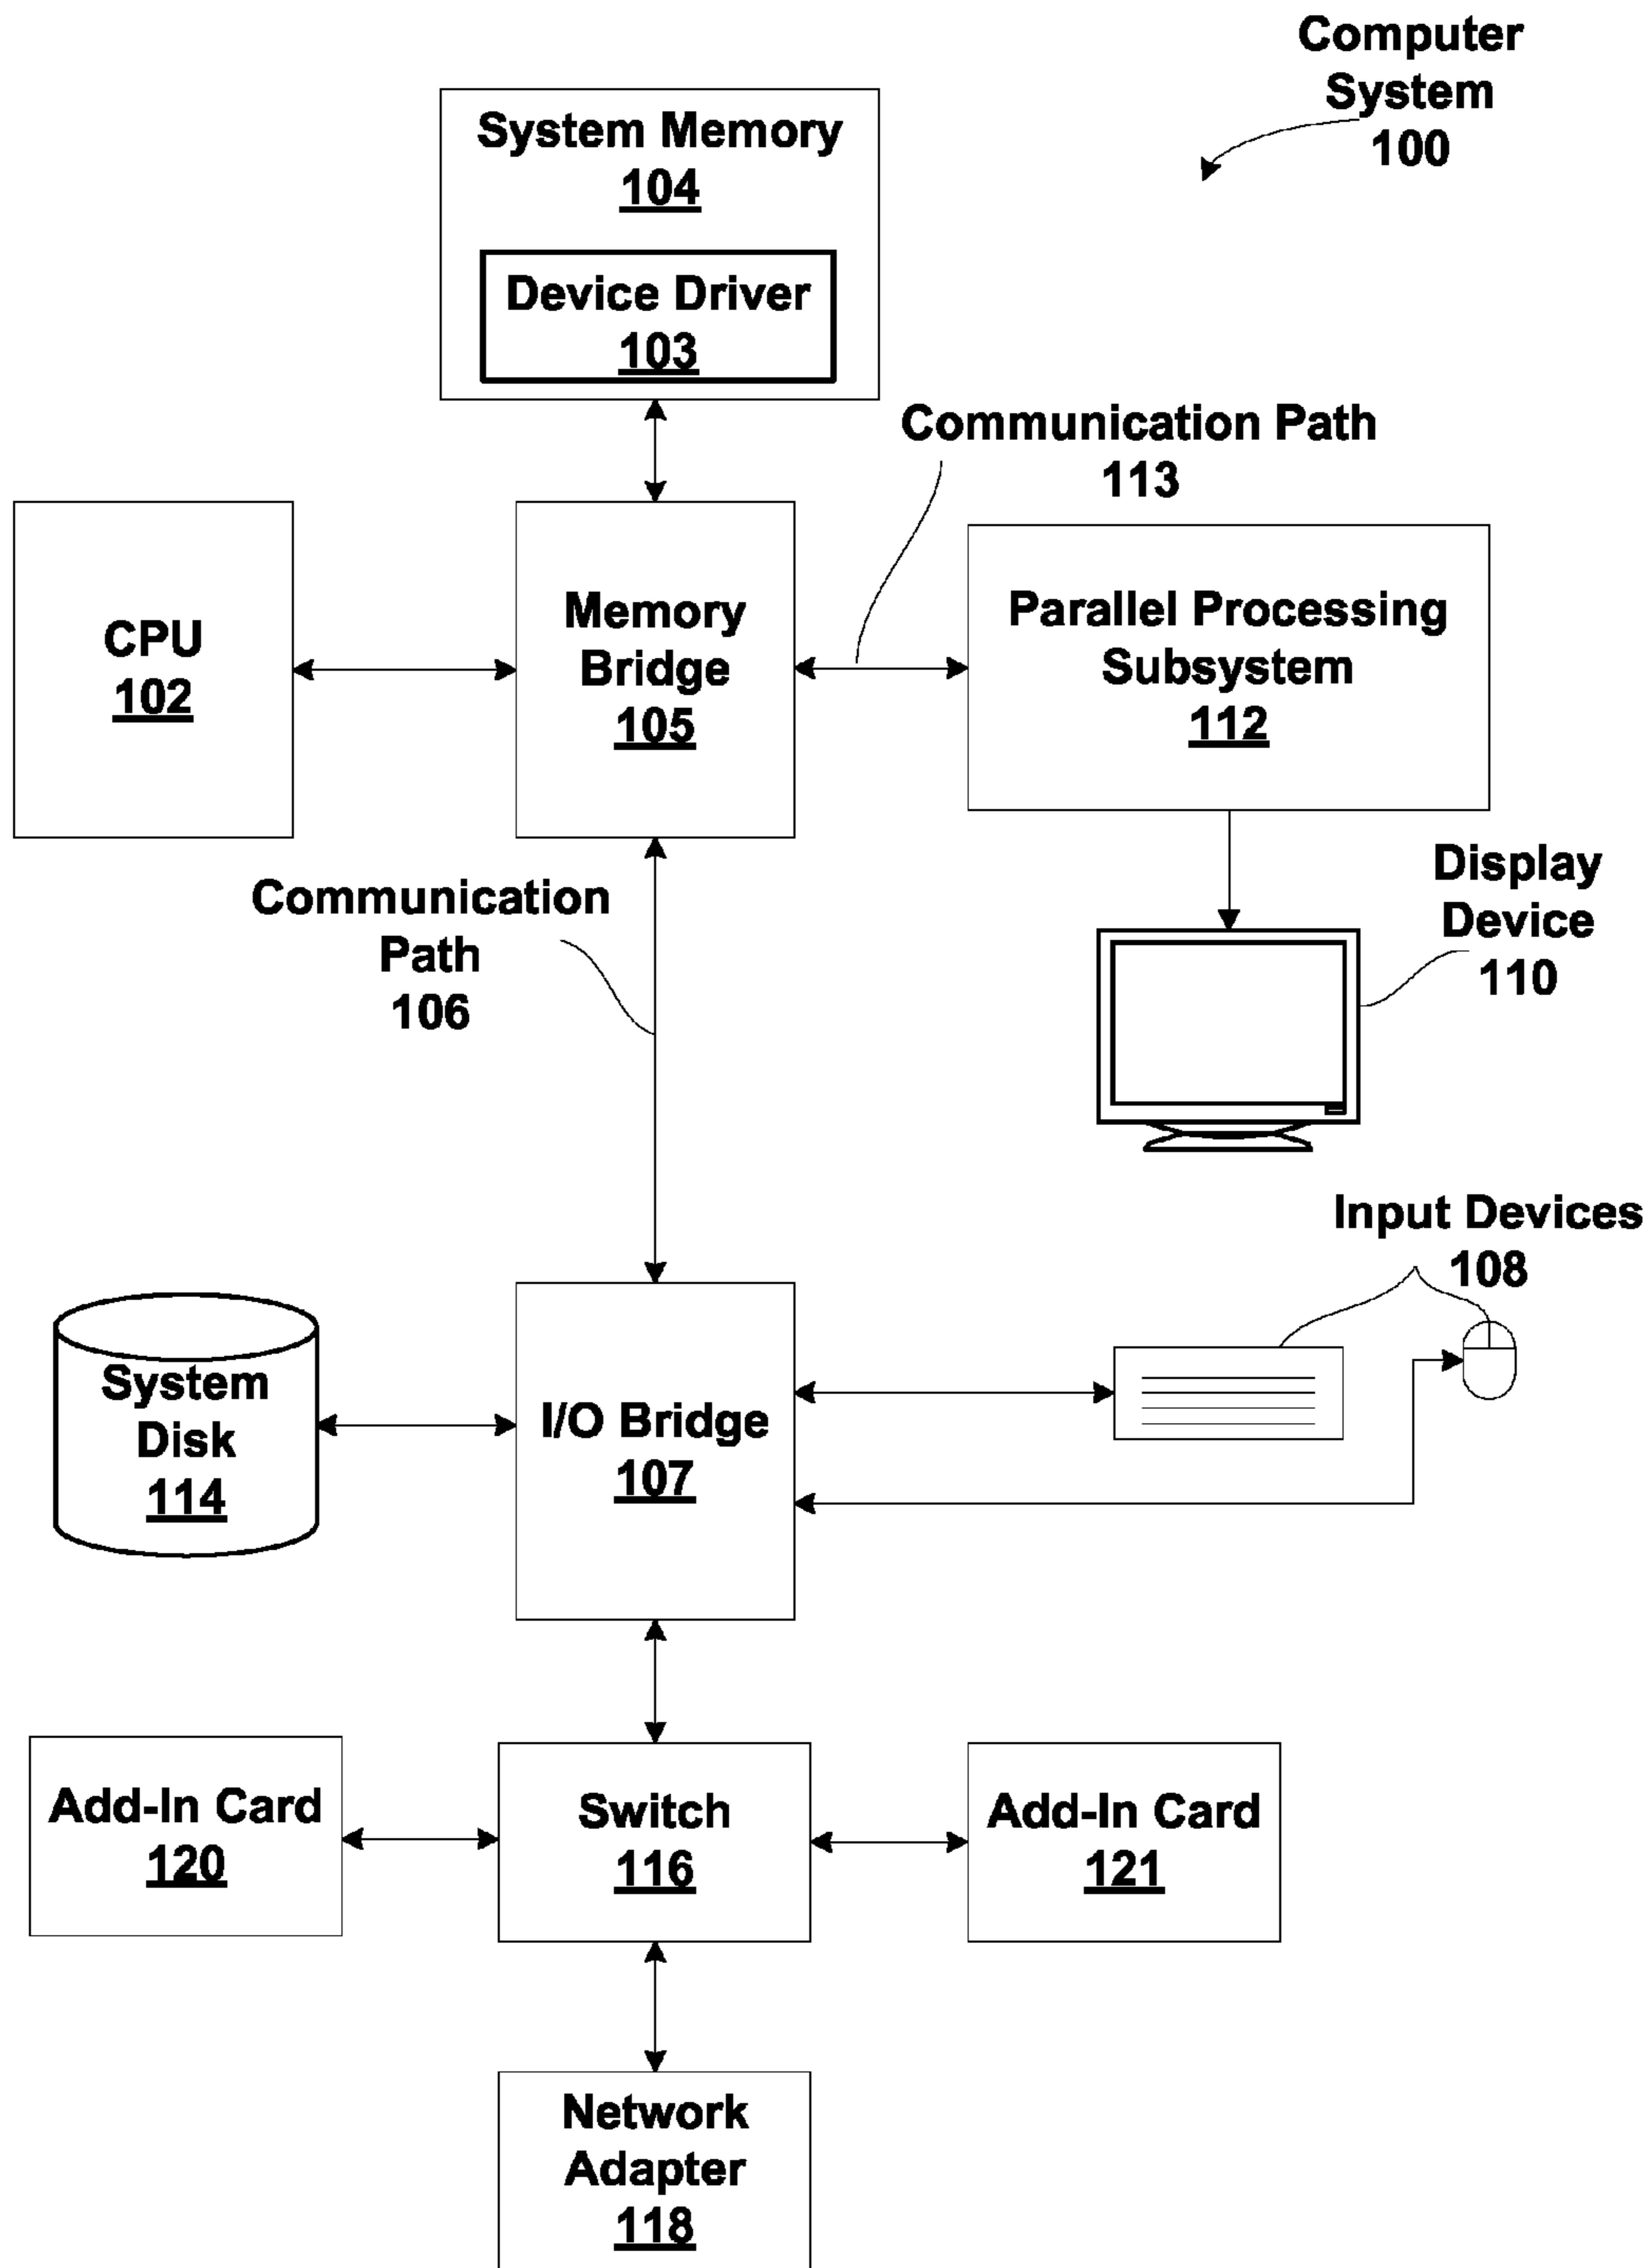 Computer
System
100
System Memory
104
Device Driver
103
Communication Path
113
CPU
102
Memory
Bridge
105
Parallel Processing
Subsystem
112
Communication
Path
106
Display
Device
110
Input Devices
108
System
Disk
114
I/O Bridge
107
Add-In Card
120
Switch
116
Add-In Card
121
Network
Adapter
118